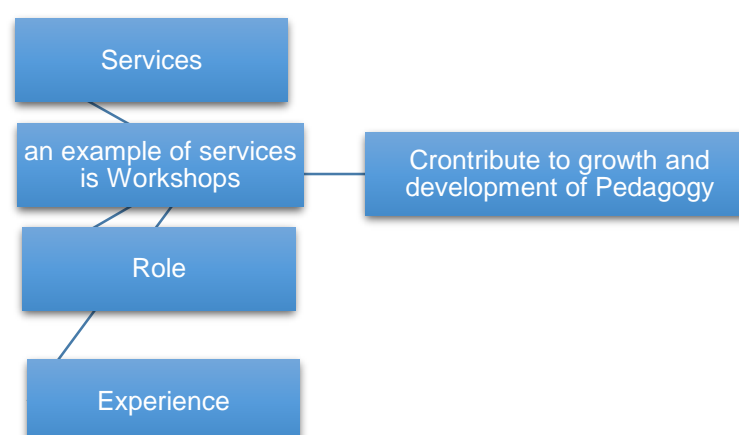 Services
an example of services
is Workshops
Crontribute to growth and
development of Pedagogy
Role
Experience